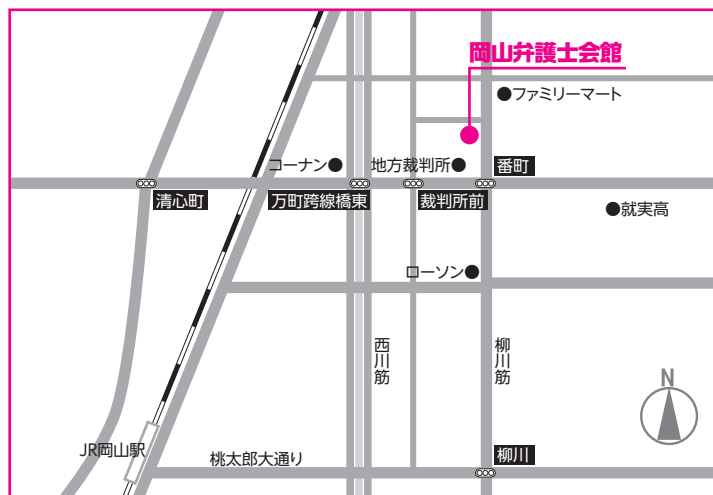 岡山弁護士会館
ファミリーマート
コーナン
地方裁判所
番町
清心町
万町跨線橋東
裁判所前
就実高
ローソン
西川筋
柳川筋
N
JR岡山駅
桃太郎大通り
柳川